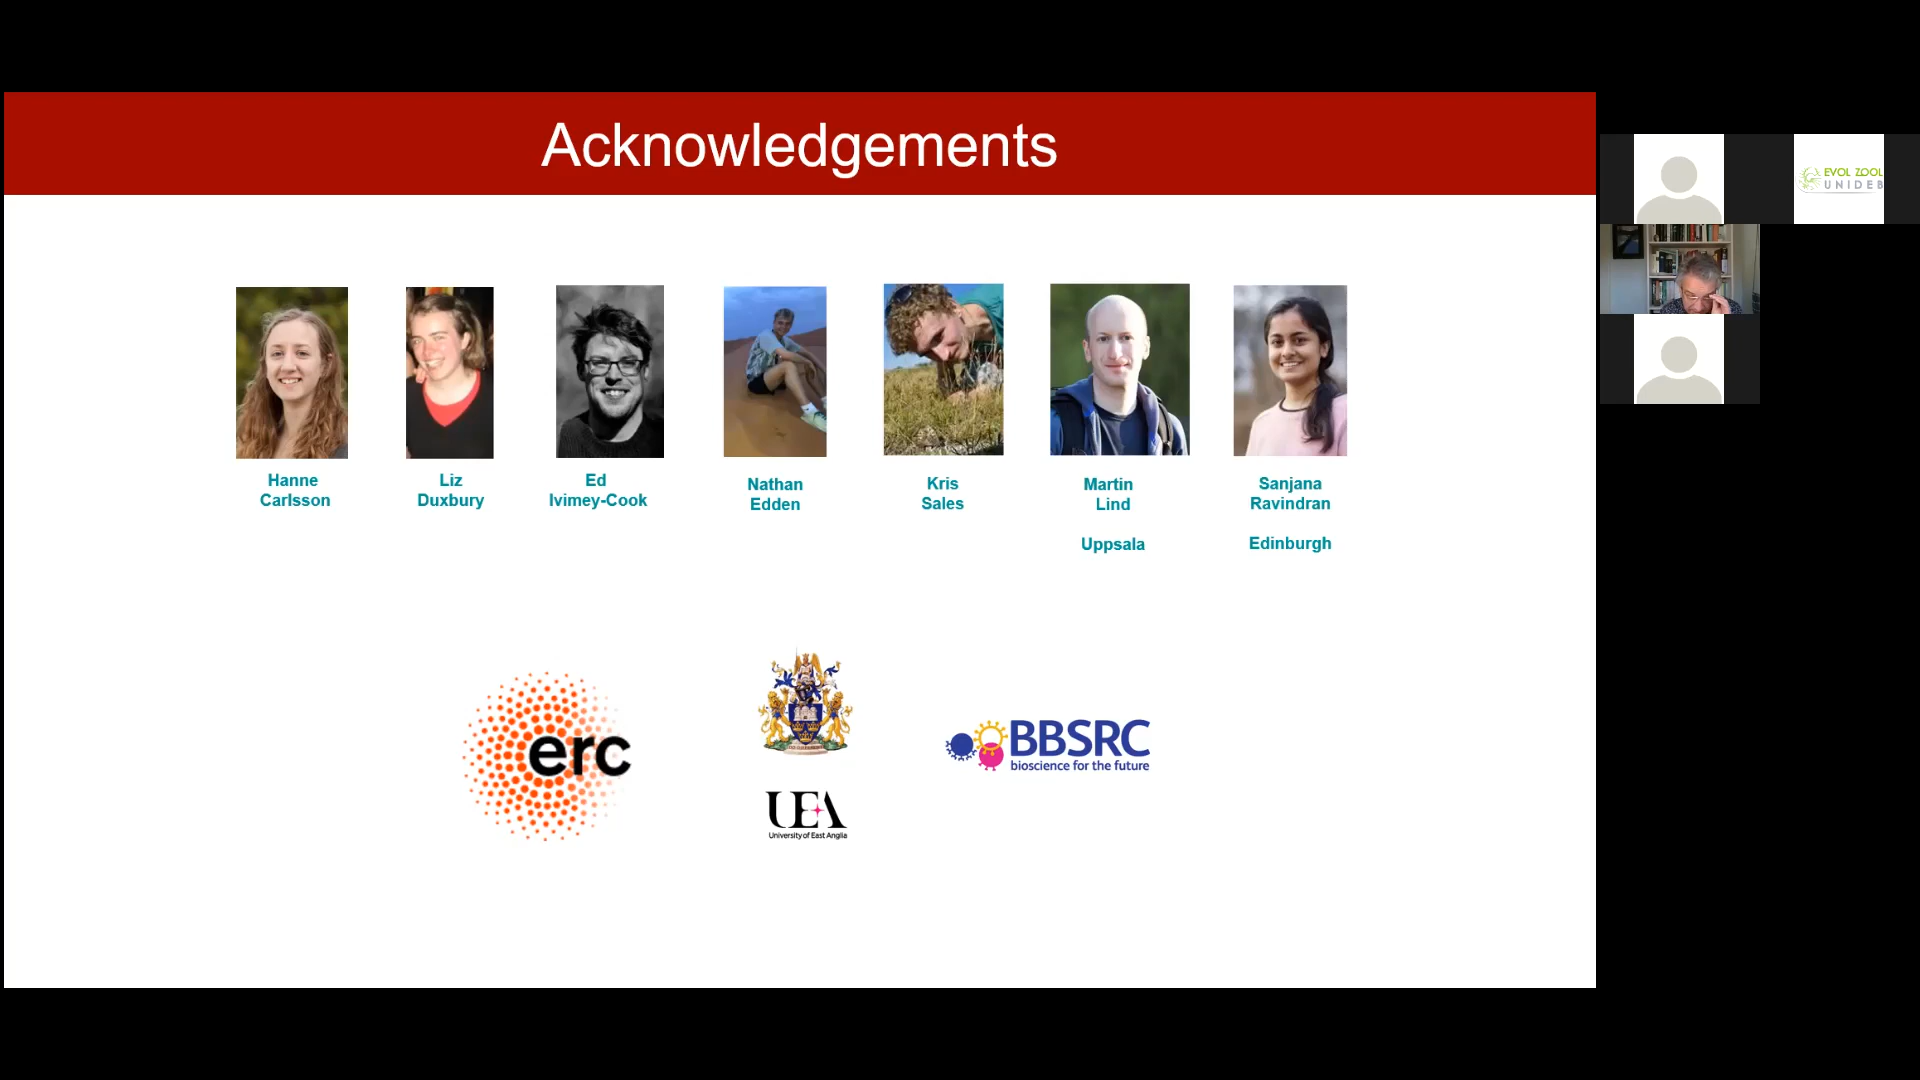 Acknowledgements
Hanne
Carlsson
Liz
Duxbury
Ed
Ivimey-Cook
Nathan
Edden
Kris
Sales
Martin
Lind
Uppsala
Sanjana
Ravindran
Edinburgh
erc
UEA
University of East Anglia
BBSRC
bioscience for the future
EVOL ZOOL
UNIDEB